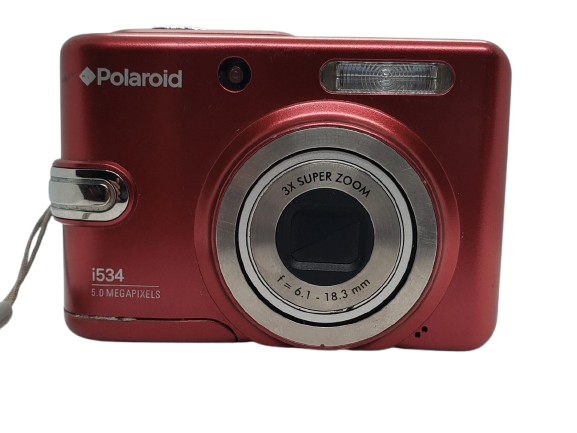 Polaroid
3X SUPER ZOOM
f = 6.1 - 18.3 mm
i534
5.0 MEGAPIXELS